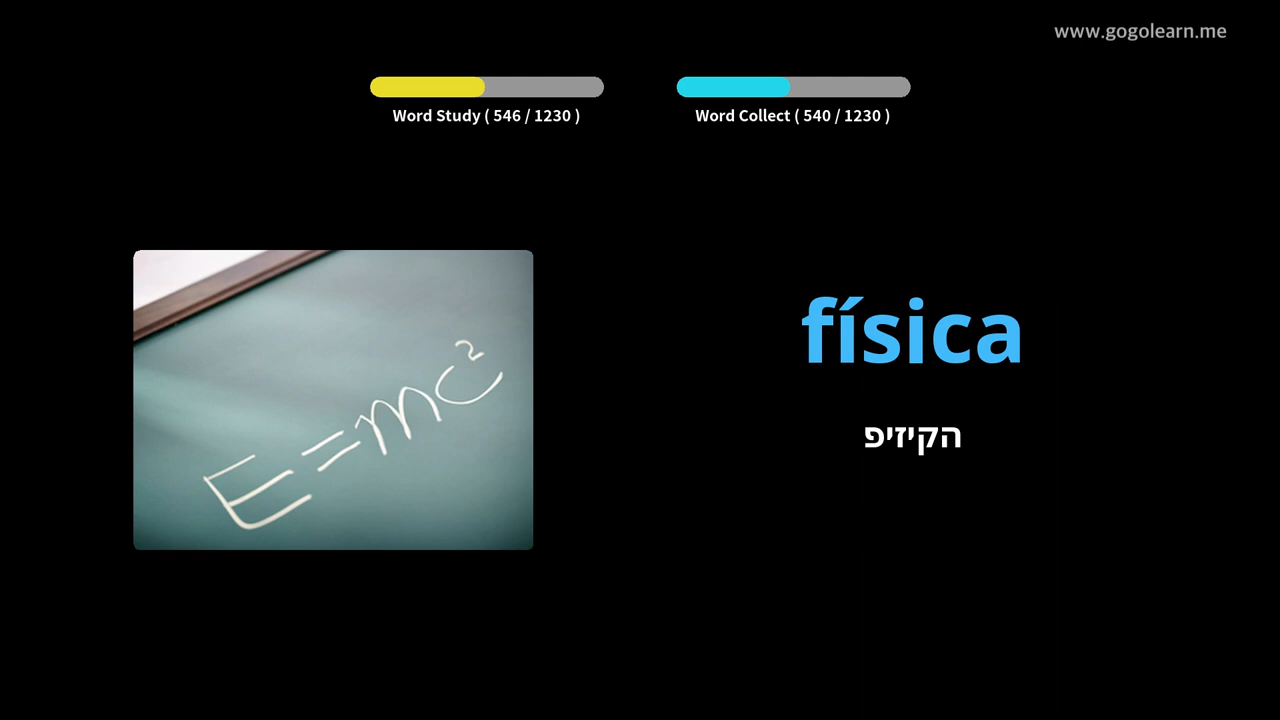 www.gogolearn.me
Word Study ( 546 / 1230 )
Word Collect ( 540 / 1230 )
E=mc²
física
הקיזיפ